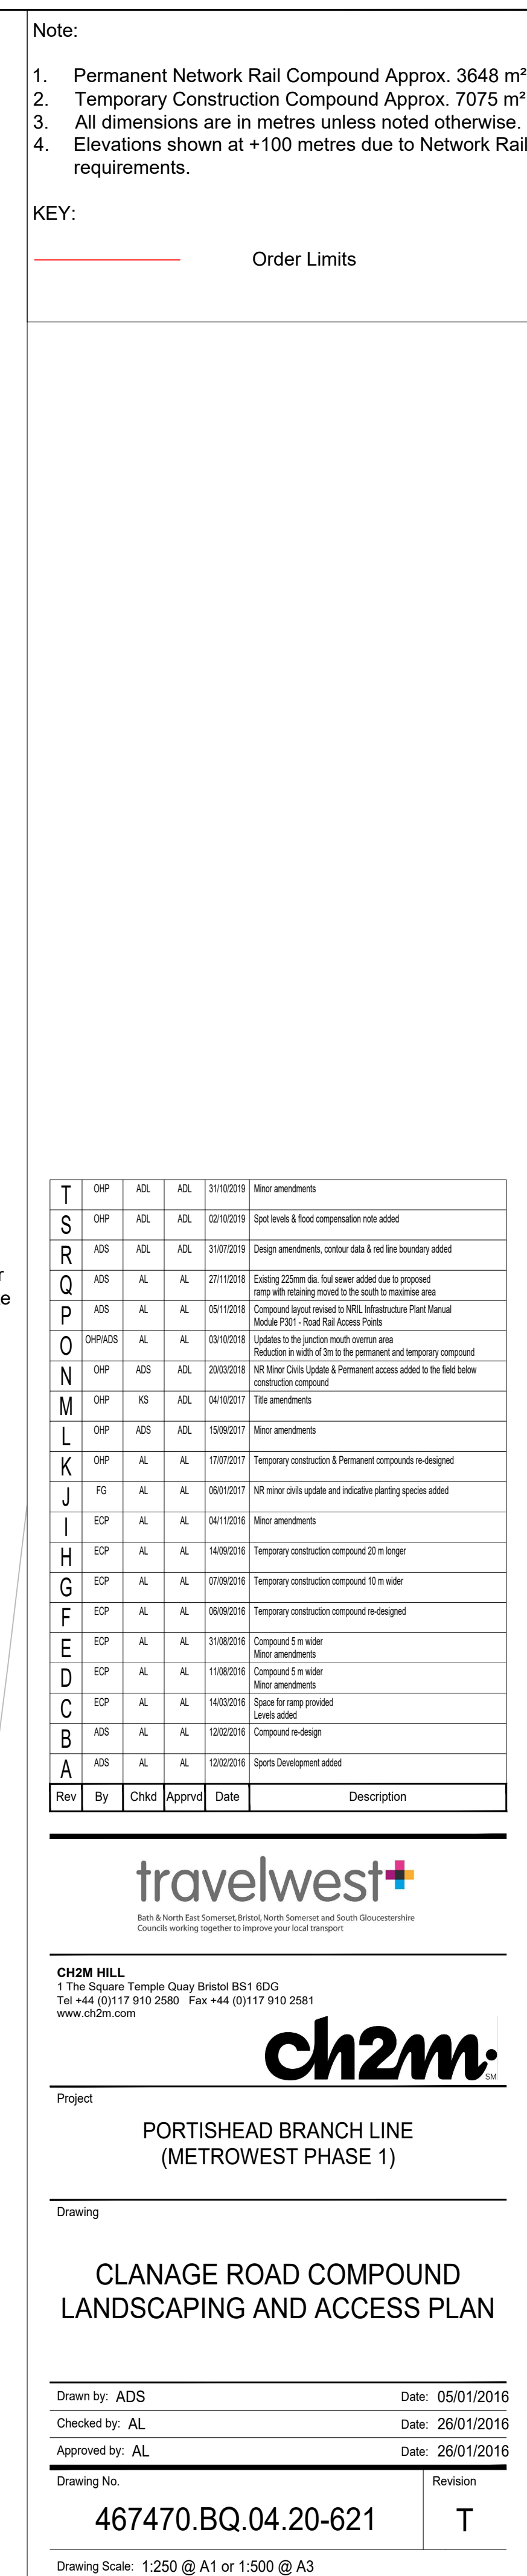 Note:
1. Permanent Network Rail Compound Approx. 3648 m²
2. Temporary Construction Compound Approx. 7075 m²
3. All dimensions are in metres unless noted otherwise.
4. Elevations shown at +100 metres due to Network Rail
requirements.
KEY:
Order Limits
r
e
T OHP ADL ADL 31/10/2019 Minor amendments
S OHP ADL ADL 02/10/2019 Spot levels & flood compensation note added
R ADS ADL ADL 31/07/2019 Design amendments, contour data & red line boundary added
Q ADS AL AL 27/11/2018 Existing 225mm dia. foul sewer added due to proposed
ramp with retaining moved to the south to maximise area
P ADS AL AL 05/11/2018 Compound layout revised to NRIL Infrastructure Plant Manual
Module P301 - Road Rail Access Points
O OHP/ADS AL AL 03/10/2018 Updates to the junction mouth overrun area
Reduction in width of 3m to the permanent and temporary compound
N OHP ADS ADL 20/03/2018 NR Minor Civils Update & Permanent access added to the field below
construction compound
M OHP KS ADL 04/10/2017 Title amendments
L OHP ADS ADL 15/09/2017 Minor amendments
K OHP AL AL 17/07/2017 Temporary construction & Permanent compounds re-designed
J FG AL AL 06/01/2017 NR minor civils update and indicative planting species added
I ECP AL AL 04/11/2016 Minor amendments
H ECP AL AL 14/09/2016 Temporary construction compound 20 m longer
G ECP AL AL 07/09/2016 Temporary construction compound 10 m wider
F ECP AL AL 06/09/2016 Temporary construction compound re-designed
E ECP AL AL 31/08/2016 Compound 5 m wider
Minor amendments
D ECP AL AL 11/08/2016 Compound 5 m wider
Minor amendments
C ECP AL AL 14/03/2016 Space for ramp provided
Levels added
B ADS AL AL 12/02/2016 Compound re-design
A ADS AL AL 12/02/2016 Sports Development added
Rev By Chkd Apprvd Date Description
travelwest
Bath & North East Somerset, Bristol, North Somerset and South Gloucestershire
Councils working together to improve your local transport
CH2M HILL
1 The Square Temple Quay Bristol BS1 6DG
Tel +44 (0)117 910 2580 Fax +44 (0)117 910 2581
www.ch2m.com
ch2m:
SM
Project
PORTISHEAD BRANCH LINE
(METROWEST PHASE 1)
Drawing
CLANAGE ROAD COMPOUND
LANDSCAPING AND ACCESS PLAN
Drawn by: ADS Date: 05/01/2016
Checked by: AL Date: 26/01/2016
Approved by: AL Date: 26/01/2016
Drawing No. Revision
467470.BQ.04.20-621 T
Drawing Scale: 1:250 @ A1 or 1:500 @ A3